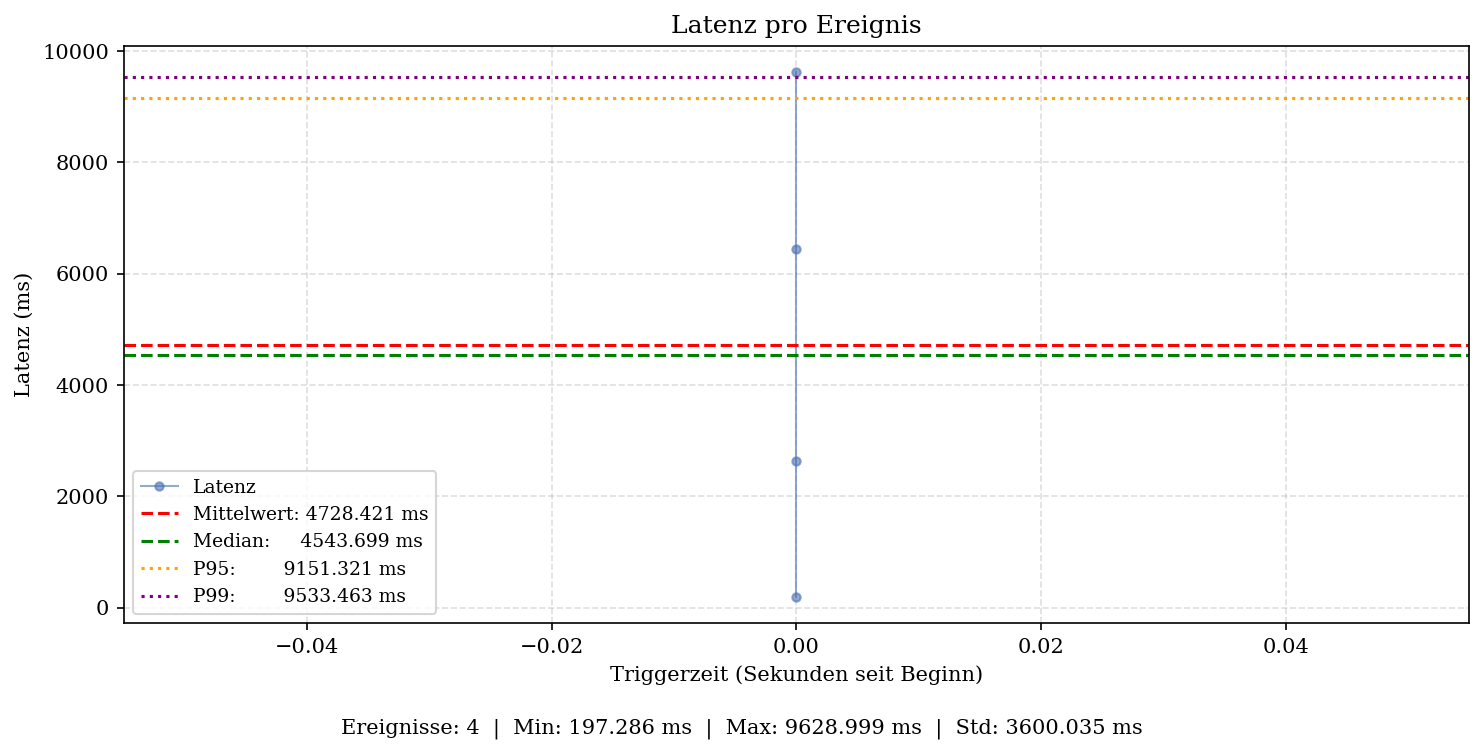 Latenz pro Ereignis
10000
8000
6000
4000
2000
0
Latenz (ms)
Latenz
Mittelwert: 4728.421 ms
Median: 4543.699 ms
P95: 9151.321 ms
P99: 9533.463 ms
−0.04 −0.02 0.00 0.02 0.04
Triggerzeit (Sekunden seit Beginn)
Ereignisse: 4 | Min: 197.286 ms | Max: 9628.999 ms | Std: 3600.035 ms